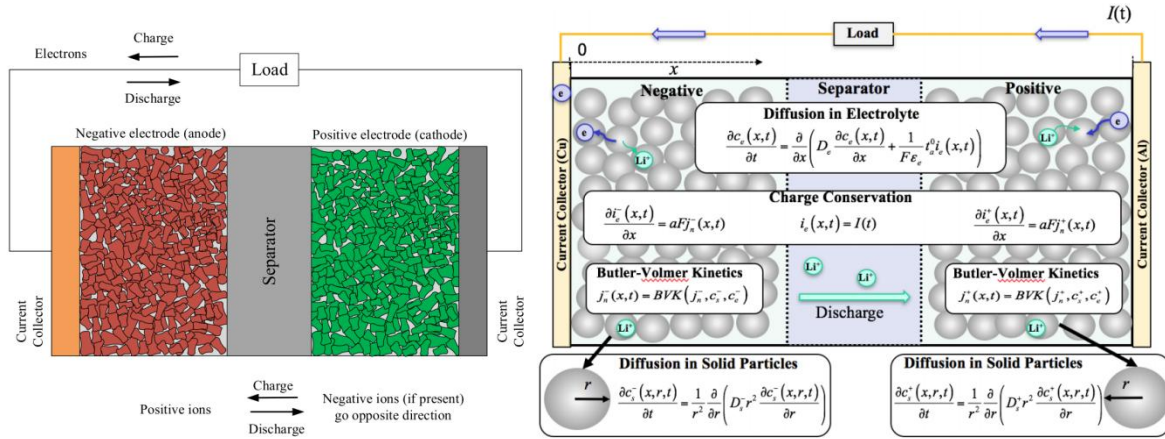 Electrons
Charge
Discharge
Load
Negative electrode (anode)
Positive electrode (cathode)
Separator
Current
Collector
Current
Collector
Positive ions
Charge
Discharge
Negative ions (if present)
go opposite direction
I(t)
Load
0
x
Negative
Separator
Positive
Current Collector (Cu)
Current Collector (Al)
e
e
Li⁺
Li⁺
e
Diffusion in Electrolyte
∂c_e(x,t)/∂t = ∂/∂x (D_e ∂c_e(x,t)/∂x + 1/(Fε_e) t_a^0 i_e(x,t))
Charge Conservation
∂i_e^-(x,t)/∂x = aFj_n^-(x,t)
i_e(x,t) = I(t)
∂i_e^+(x,t)/∂x = aFj_n^+(x,t)
Butler-Volmer Kinetics
j_n^-(x,t) = BVK(j_n^-, c_s^-, c_e^-)
Li⁺
Li⁺
Discharge
Butler-Volmer Kinetics
j_n^+(x,t) = BVK(j_n^+, c_s^+, c_e^+)
Li⁺
Li⁺
Diffusion in Solid Particles
r
∂c_s^-(x,r,t)/∂t = 1/r² ∂/∂r (D_s^- r² ∂c_s^-(x,r,t)/∂r)
Diffusion in Solid Particles
∂c_s^+(x,r,t)/∂t = 1/r² ∂/∂r (D_s^+ r² ∂c_s^+(x,r,t)/∂r)
r